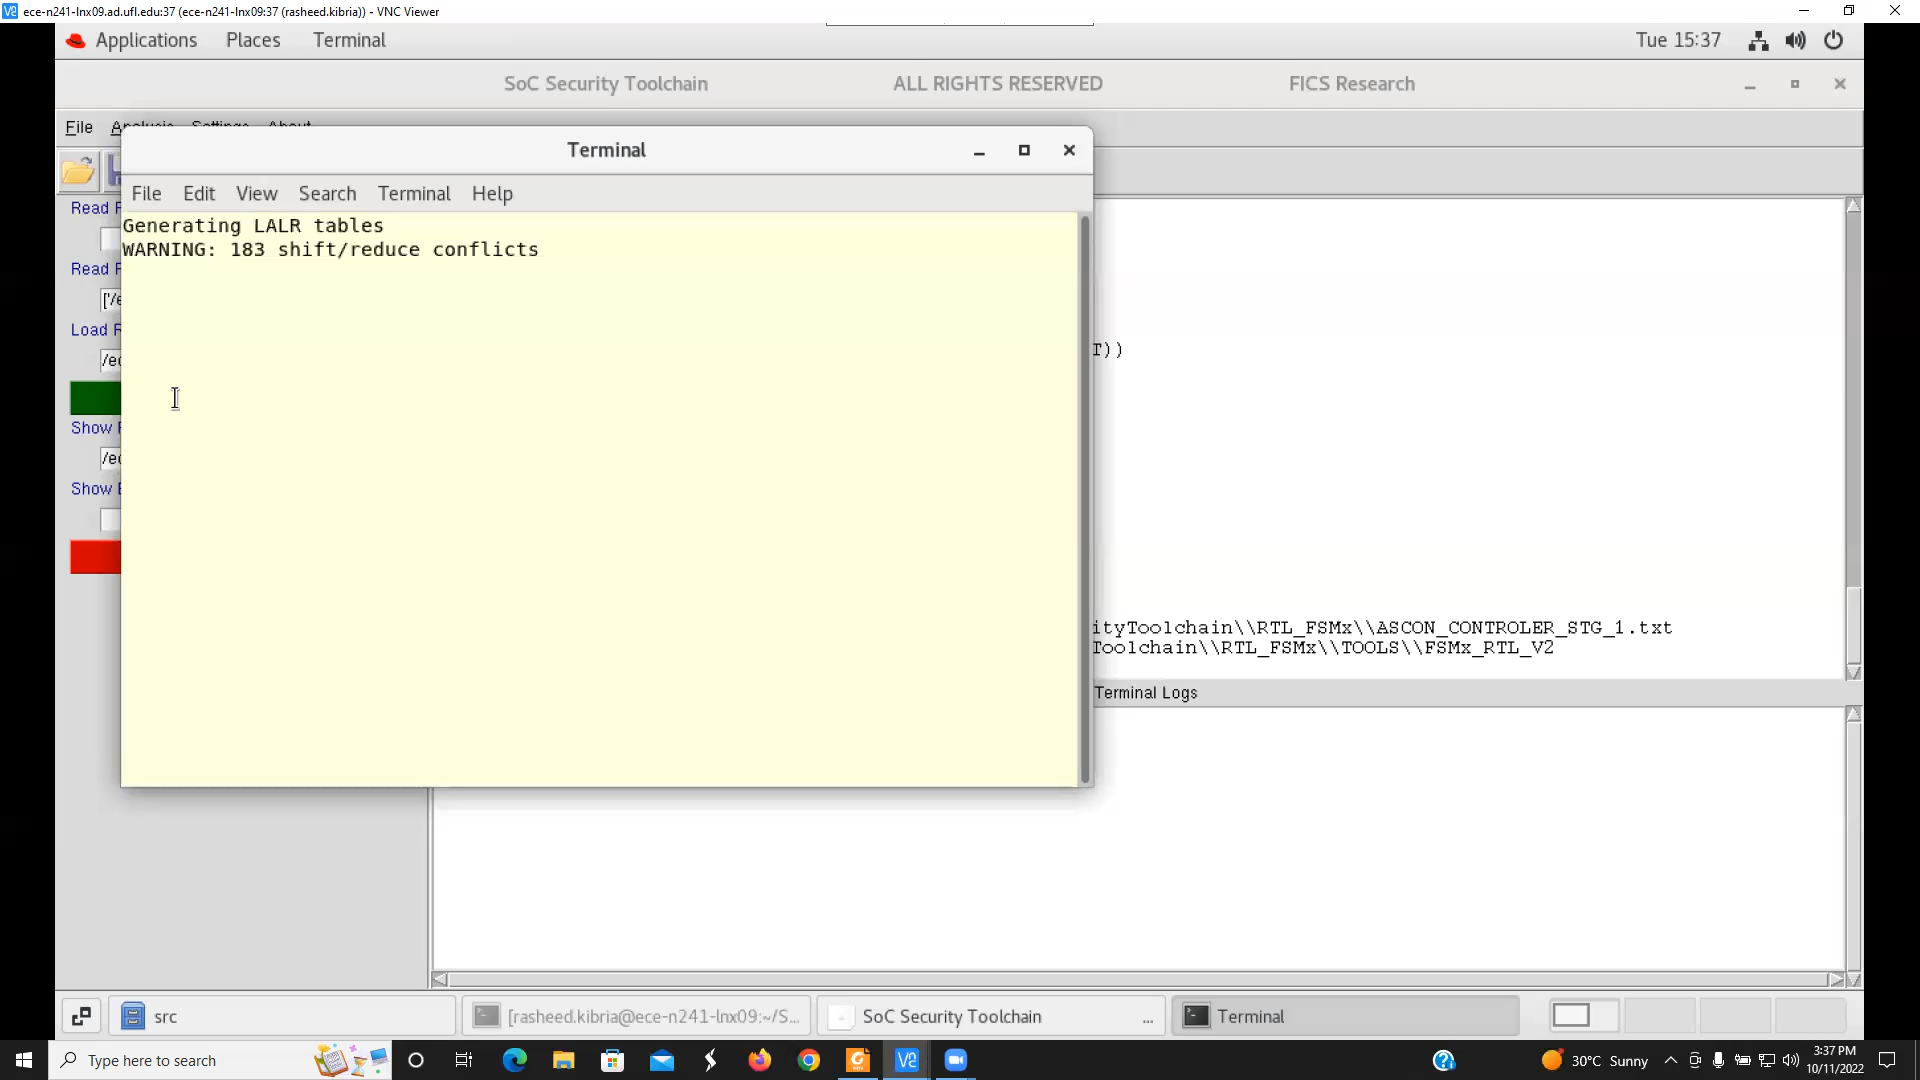 ece-n241-lnx09.ad.ufl.edu:37 (ece-n241-lnx09:37 (rasheed.kibria)) - VNC Viewer
Applications Places Terminal Tue 15:37
SoC Security Toolchain ALL RIGHTS RESERVED FICS Research
File Analysis Settings About
Terminal
File Edit View Search Terminal Help
Read
Generating LALR tables
WARNING: 183 shift/reduce conflicts
Read
['/e
Load
T))
/e
Show
/e
Show
ityToolchain\\RTL_FSMx\\ASCON_CONTROLER_STG_1.txt
Toolchain\\RTL_FSMx\\TOOLS\\FSMx_RTL_V2
Terminal Logs
src [rasheed.kibria@ece-n241-lnx09:~/S... SoC Security Toolchain ... Terminal
Type here to search 30°C Sunny 3:37 PM
10/11/2022